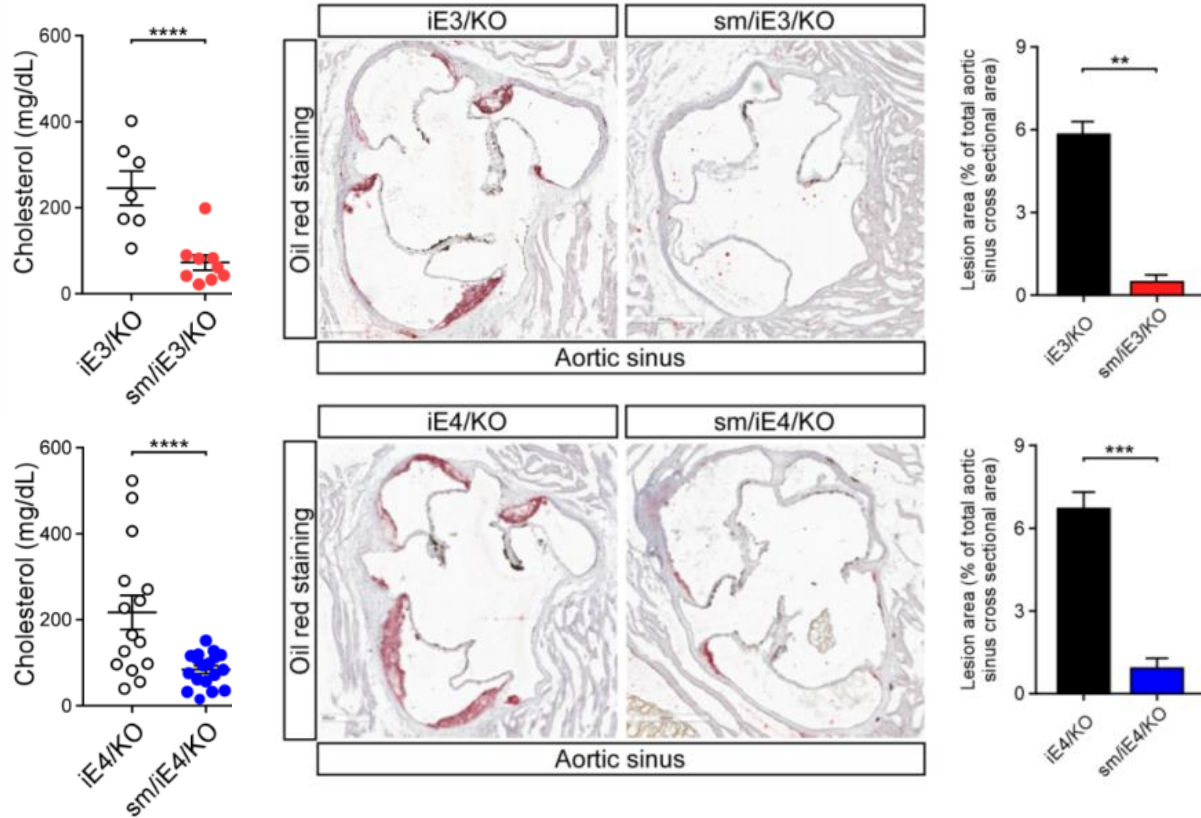 iE3/KO
sm/iE3/KO
Cholesterol (mg/dL)
600
400
200
0
****
iE3/KO
sm/iE3/KO
Oil red staining
Aortic sinus
Lesion area (% of total aortic
sinus cross sectional area)
9
6
3
0
**
iE3/KO
sm/iE3/KO
iE4/KO
sm/iE4/KO
Cholesterol (mg/dL)
600
400
200
0
****
iE4/KO
sm/iE4/KO
Oil red staining
Aortic sinus
Lesion area (% of total aortic
sinus cross sectional area)
9
6
3
0
***
iE4/KO
sm/iE4/KO